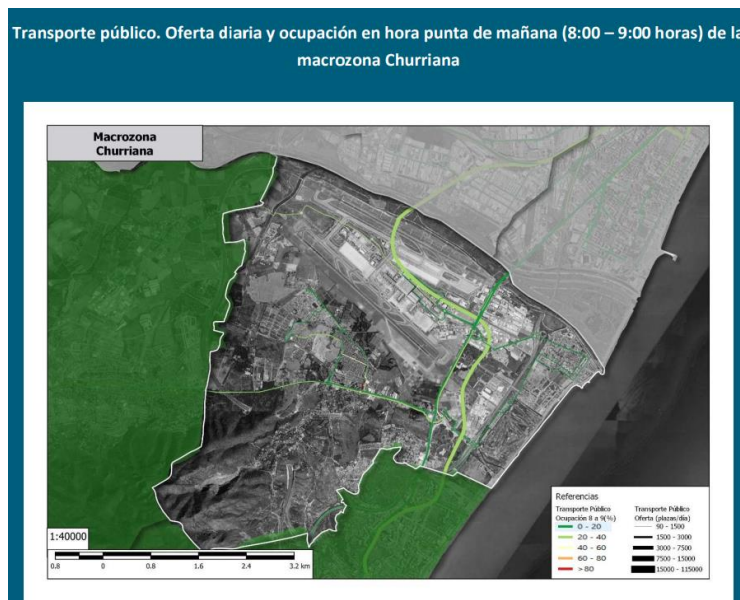 Transporte público. Oferta diaria y ocupación en hora punta de mañana (8:00 – 9:00 horas) de la
macrozona Churriana
Macrozona
Churriana
Referencias
Transporte Público
Ocupación 8 a 9(%)
0 - 20
20 - 40
40 - 60
60 - 80
>80
Transporte Público
Oferta (plazas/día)
90 - 1500
1500 - 3000
3000 - 7500
7500 - 15000
15000 - 115000
1:40000
0.8 0 0.8 1.6 2.4 3.2 km